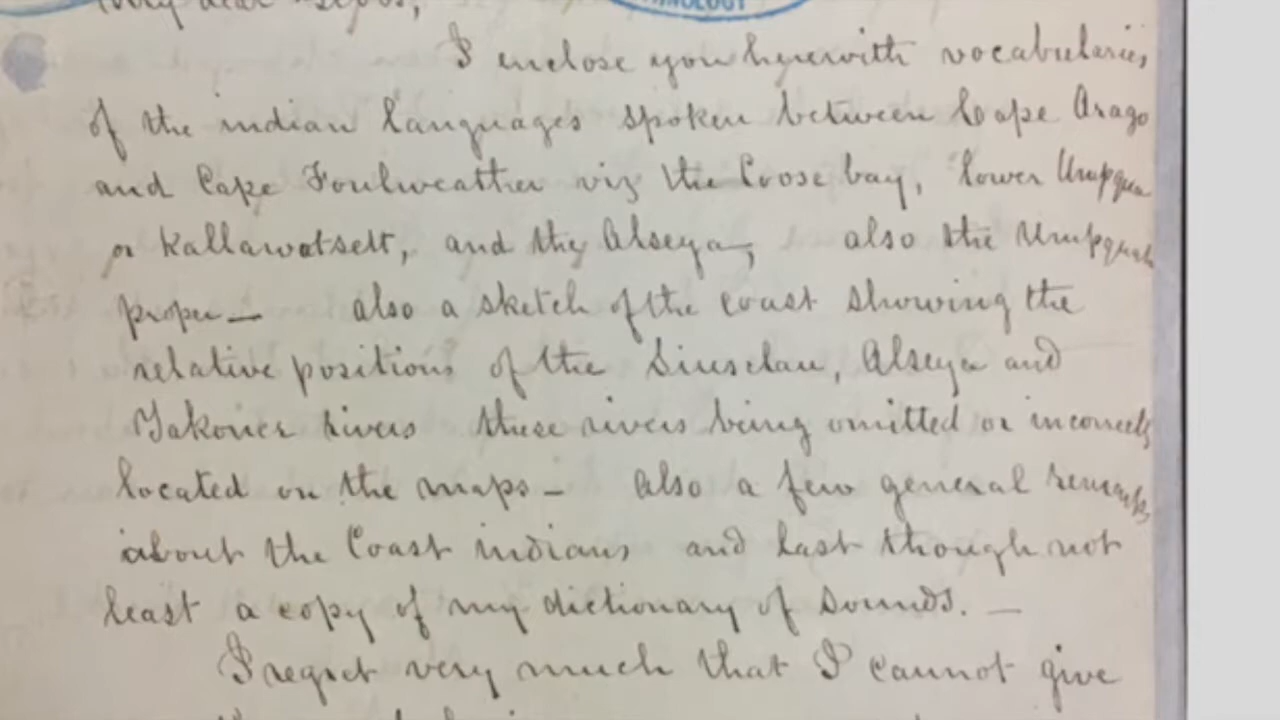 I enclose you herewith vocabularies
of the indian languages spoken between Cape Arago
and Cape Foulweather viz the Coose bay, lower Umpqua
or Kallawotsett, and the Alseya, also the Umpquah
proper — also a sketch of the coast showing the
relative positions of the Siusclau, Alseya and
Yakoner rivers these rivers being omitted or incorrectly
located on the maps — also a few general remarks
about the Coast indians and last though not
least a copy of my dictionary of sounds. —
I regret very much that I cannot give